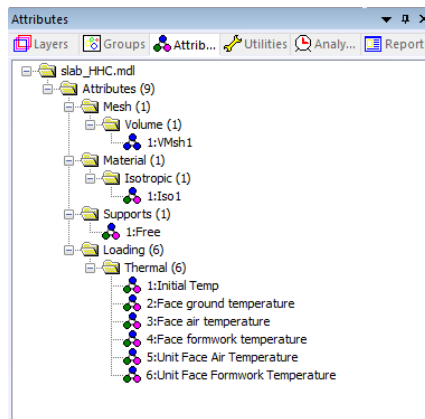 Attributes
Layers Groups Attrib... Utilities Analy... Report
slab_HHC.mdl
Attributes (9)
Mesh (1)
Volume (1)
1:VMsh1
Material (1)
Isotropic (1)
1:Iso1
Supports (1)
1:Free
Loading (6)
Thermal (6)
1:Initial Temp
2:Face ground temperature
3:Face air temperature
4:Face formwork temperature
5:Unit Face Air Temperature
6:Unit Face Formwork Temperature